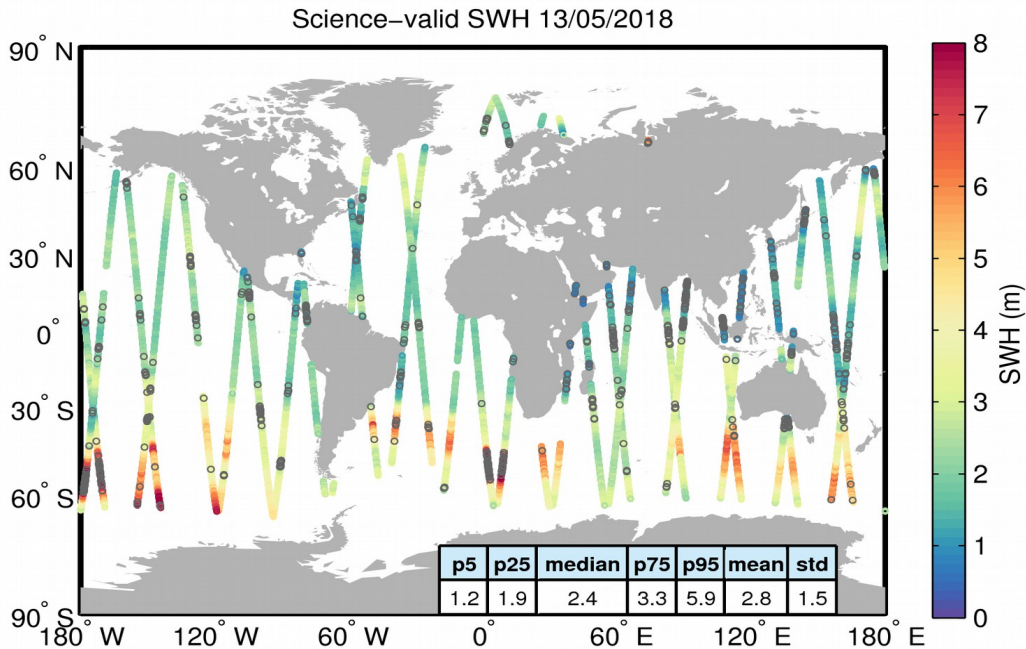 Science−valid SWH 13/05/2018
90° N
60° N
30° N
0°
30° S
60° S
90° S
180° W
120° W
60° W
0°
60° E
120° E
180° E
p5 p25 median p75 p95 mean std
1.2 1.9 2.4 3.3 5.9 2.8 1.5
8
7
6
5
4
3
2
1
0
SWH (m)